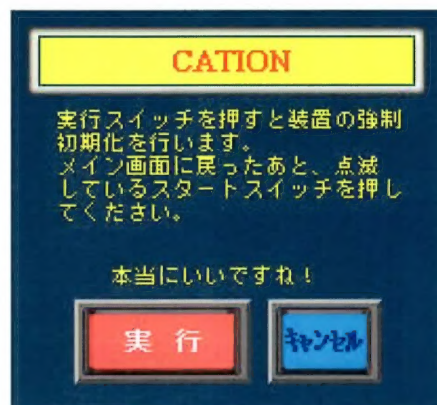 CATION
実行スイッチを押すと装置の強制
初期化を行います。
メイン画面に戻ったあと、点滅
しているスタートスイッチを押し
てください。
本当にいいですね！
実行
キャンセル